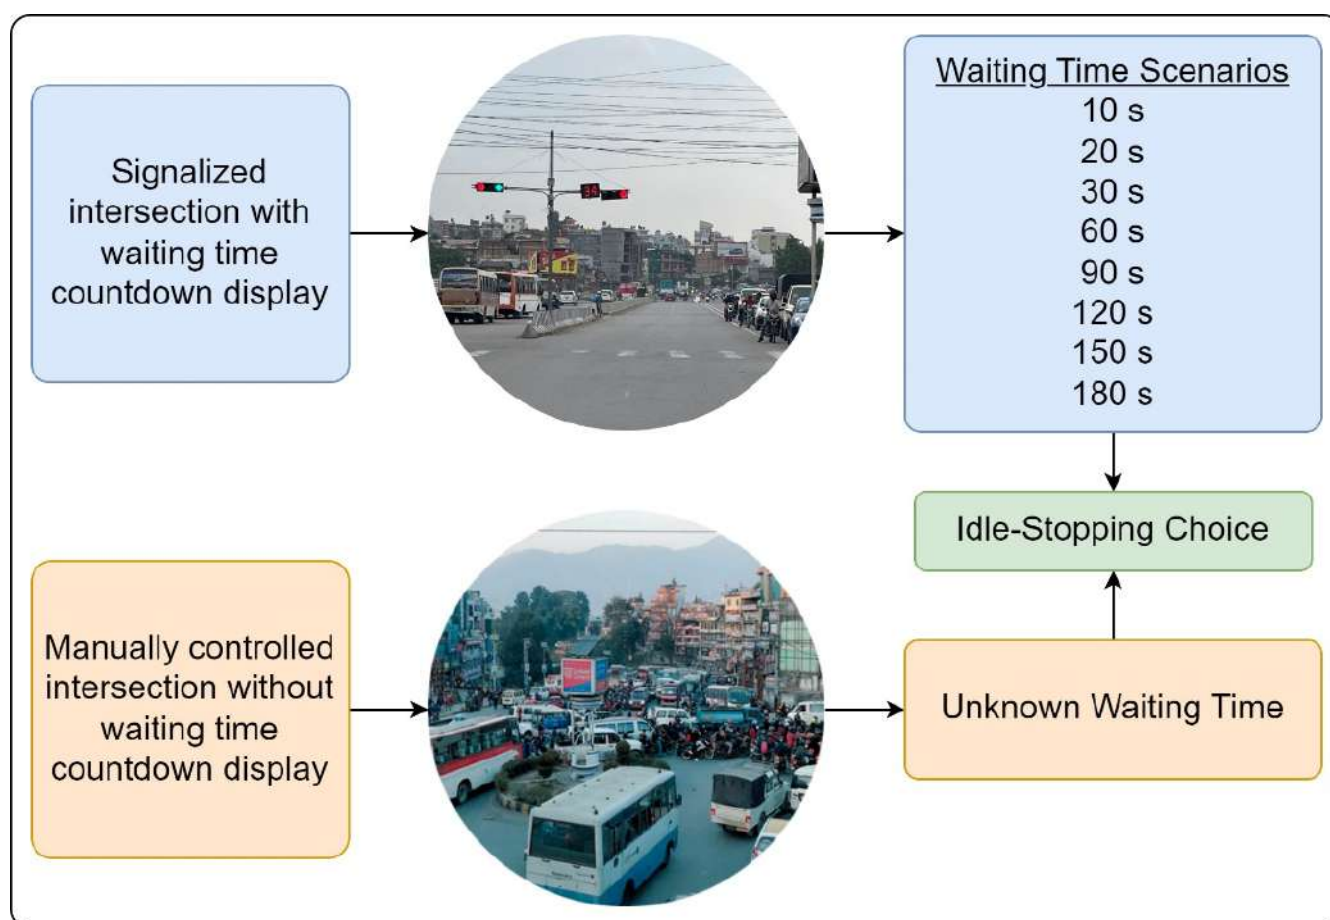 Signalized
intersection with
waiting time
countdown display
Waiting Time Scenarios
10 s
20 s
30 s
60 s
90 s
120 s
150 s
180 s
Idle-Stopping Choice
Manually controlled
intersection without
waiting time
countdown display
Unknown Waiting Time